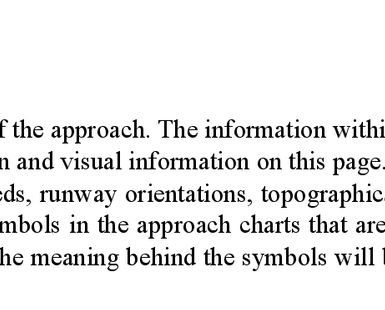 f the approach. The information withi
n and visual information on this page.
eds, runway orientations, topographica
mbols in the approach charts that are
he meaning behind the symbols will b